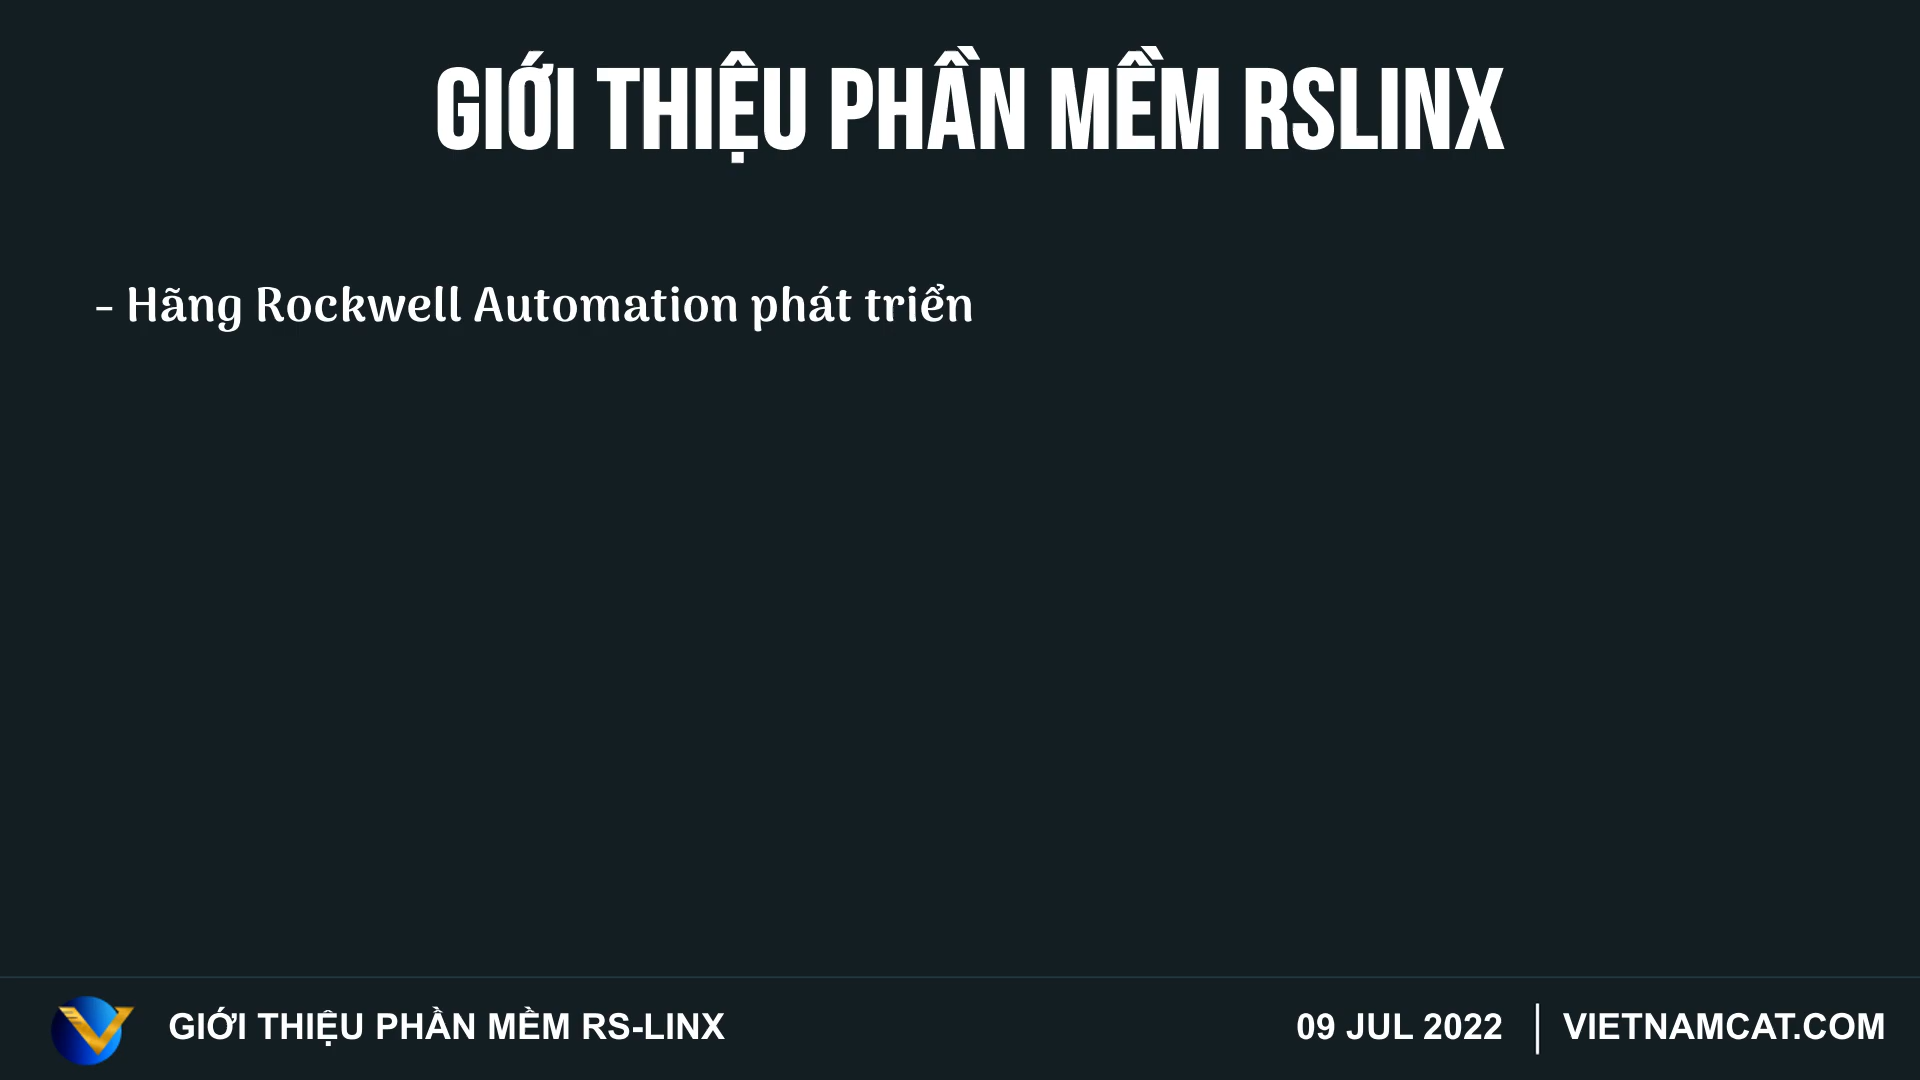 GIỚI THIỆU PHẦN MỀM RSLINX
- Hãng Rockwell Automation phát triển
GIỚI THIỆU PHẦN MỀM RS-LINX
09 JUL 2022
VIETNAMCAT.COM